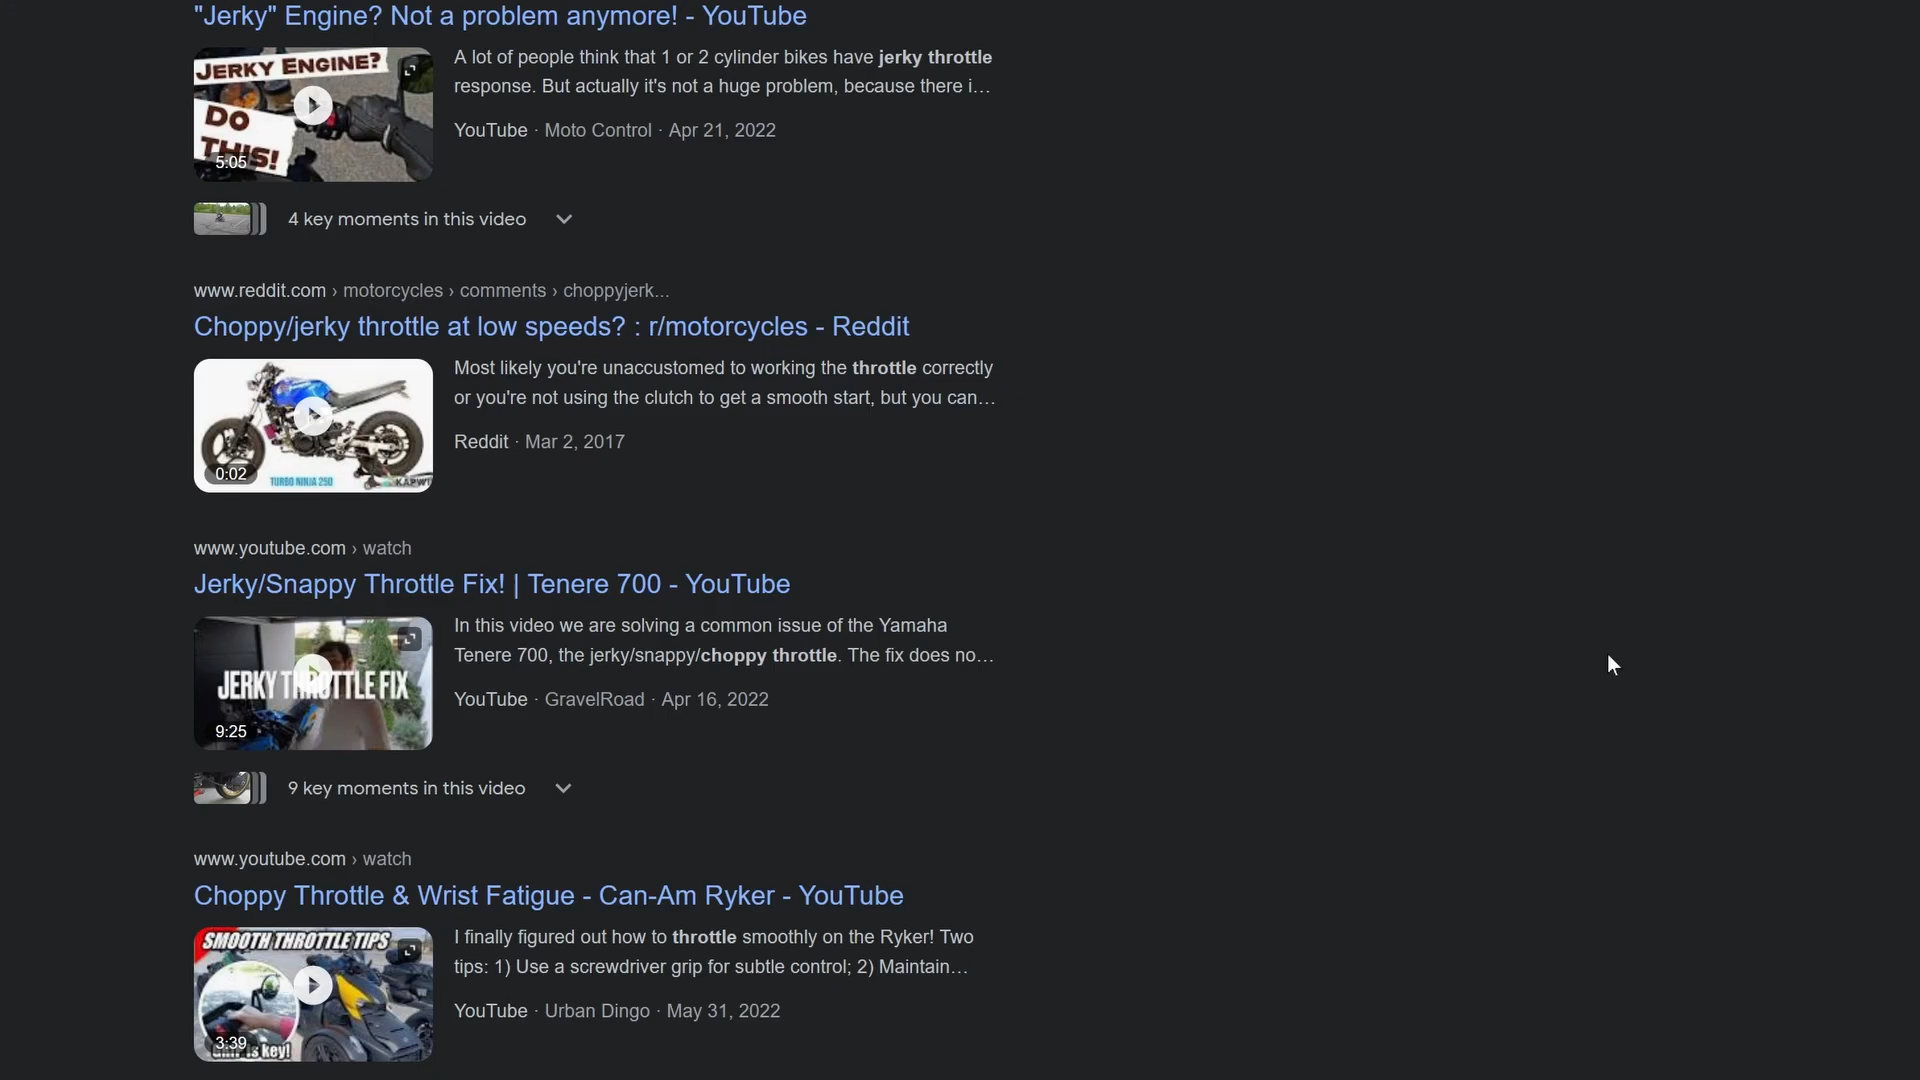 "Jerky" Engine? Not a problem anymore! - YouTube
JERKY ENGINE?
DO
THIS!
5:05
A lot of people think that 1 or 2 cylinder bikes have jerky throttle
response. But actually it's not a huge problem, because there i...
YouTube · Moto Control · Apr 21, 2022
4 key moments in this video
www.reddit.com › motorcycles › comments › choppyjerk...
Choppy/jerky throttle at low speeds? : r/motorcycles - Reddit
0:02
TURBO NINJA 250
Most likely you're unaccustomed to working the throttle correctly
or you're not using the clutch to get a smooth start, but you can...
Reddit · Mar 2, 2017
www.youtube.com › watch
Jerky/Snappy Throttle Fix! | Tenere 700 - YouTube
JERKY THROTTLE FIX
9:25
In this video we are solving a common issue of the Yamaha
Tenere 700, the jerky/snappy/choppy throttle. The fix does no...
YouTube · GravelRoad · Apr 16, 2022
9 key moments in this video
www.youtube.com › watch
Choppy Throttle & Wrist Fatigue - Can-Am Ryker - YouTube
SMOOTH THROTTLE TIPS
3:39
is key!
I finally figured out how to throttle smoothly on the Ryker! Two
tips: 1) Use a screwdriver grip for subtle control; 2) Maintain...
YouTube · Urban Dingo · May 31, 2022